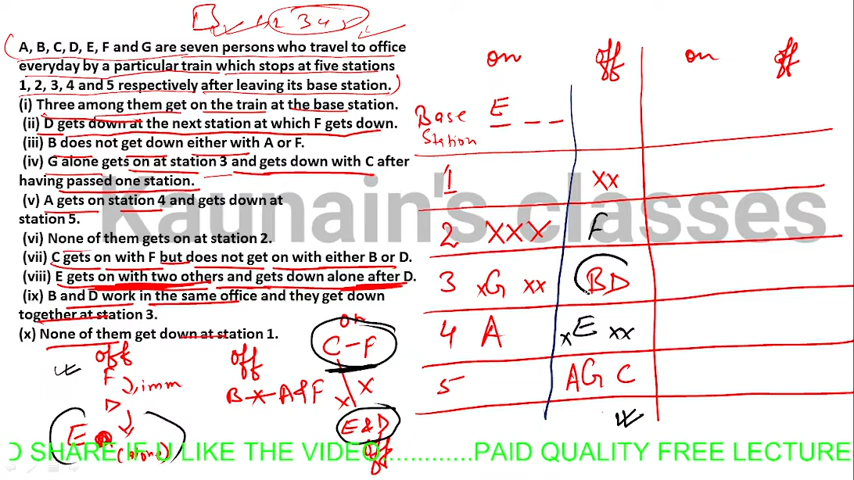 B 1 2 3 4 5
A, B, C, D, E, F and G are seven persons who travel to office
everyday by a particular train which stops at five stations
1, 2, 3, 4 and 5 respectively after leaving its base station.
(i) Three among them get on the train at the base station.
(ii) D gets down at the next station at which F gets down.
(iii) B does not get down either with A or F.
(iv) G alone gets on at station 3 and gets down with C after
having passed one station.
(v) A gets on station 4 and gets down at
station 5.
(vi) None of them gets on at station 2.
(vii) C gets on with F but does not get on with either B or D.
(viii) E gets on with two others and gets down alone after D.
(ix) B and D work in the same office and they get down
together at station 3.
(x) None of them get down at station 1.
on off on off
Base E _ _
Station
1 xx
2 XXX F
3 xG xx BD
4 A xE xx
5 AG C
off
F
D ), imm
E
(alone)
off
B x A & F
on
C - F
x x
E & D
off
Kaunain's classes
O SHARE IF U LIKE THE VIDEO............PAID QUALITY FREE LECTURE